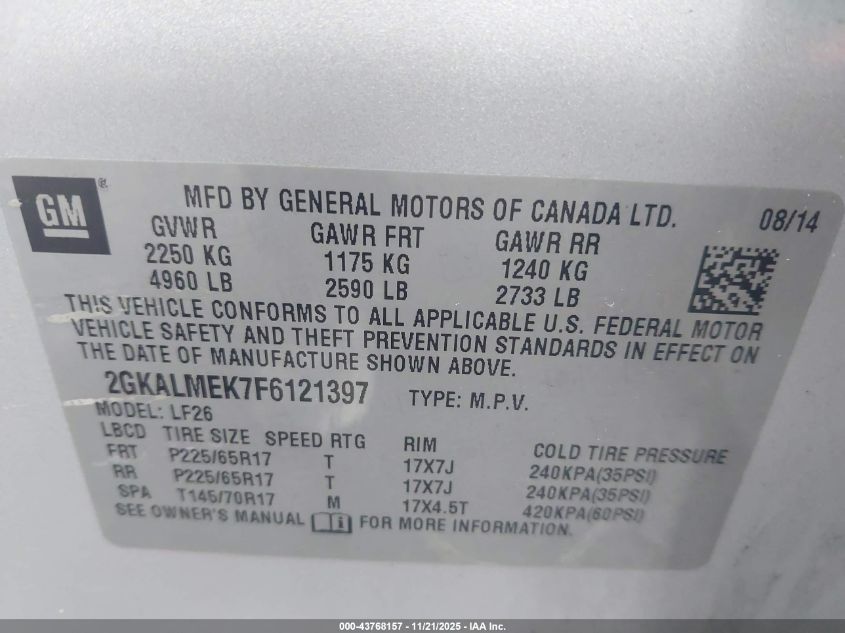 GM ®
MFD BY GENERAL MOTORS OF CANADA LTD. 08/14
GVWR GAWR FRT GAWR RR
2250 KG 1175 KG 1240 KG
4960 LB 2590 LB 2733 LB
THIS VEHICLE CONFORMS TO ALL APPLICABLE U.S. FEDERAL MOTOR
VEHICLE SAFETY AND THEFT PREVENTION STANDARDS IN EFFECT ON
THE DATE OF MANUFACTURE SHOWN ABOVE.
2GKALMEK7F6121397 TYPE: M.P.V.
MODEL: LF26
LBCD TIRE SIZE SPEED RTG RIM COLD TIRE PRESSURE
FRT P225/65R17 T 17X7J 240KPA(35PSI)
RR P225/65R17 T 17X7J 240KPA(35PSI)
SPA T145/70R17 M 17X4.5T 420KPA(60PSI)
SEE OWNER'S MANUAL i FOR MORE INFORMATION.
000-43768157 - 11/21/2025 - IAA Inc.